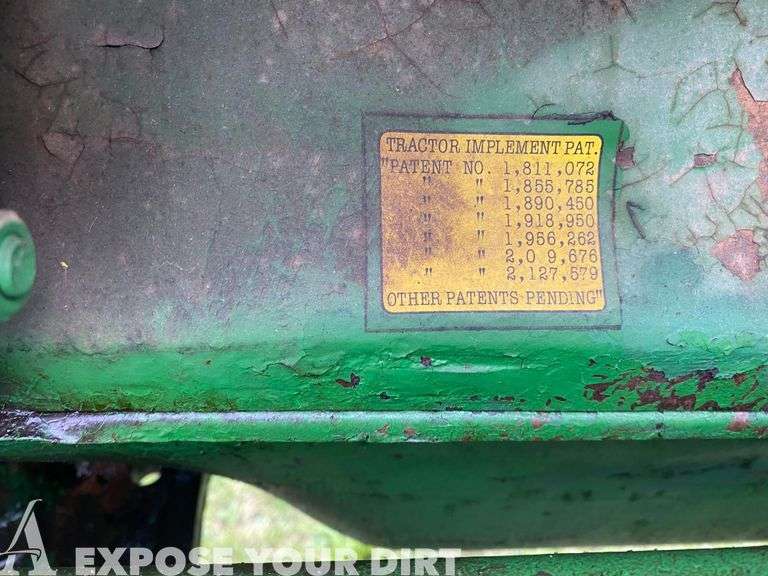 TRACTOR IMPLEMENT PAT.
"PATENT NO. 1,811,072
" " 1,855,785
" " 1,890,450
" " 1,918,950
" " 1,956,262
" " 2,0 9,676
" " 2,127,579
OTHER PATENTS PENDING"
A EXPOSE YOUR DIRT